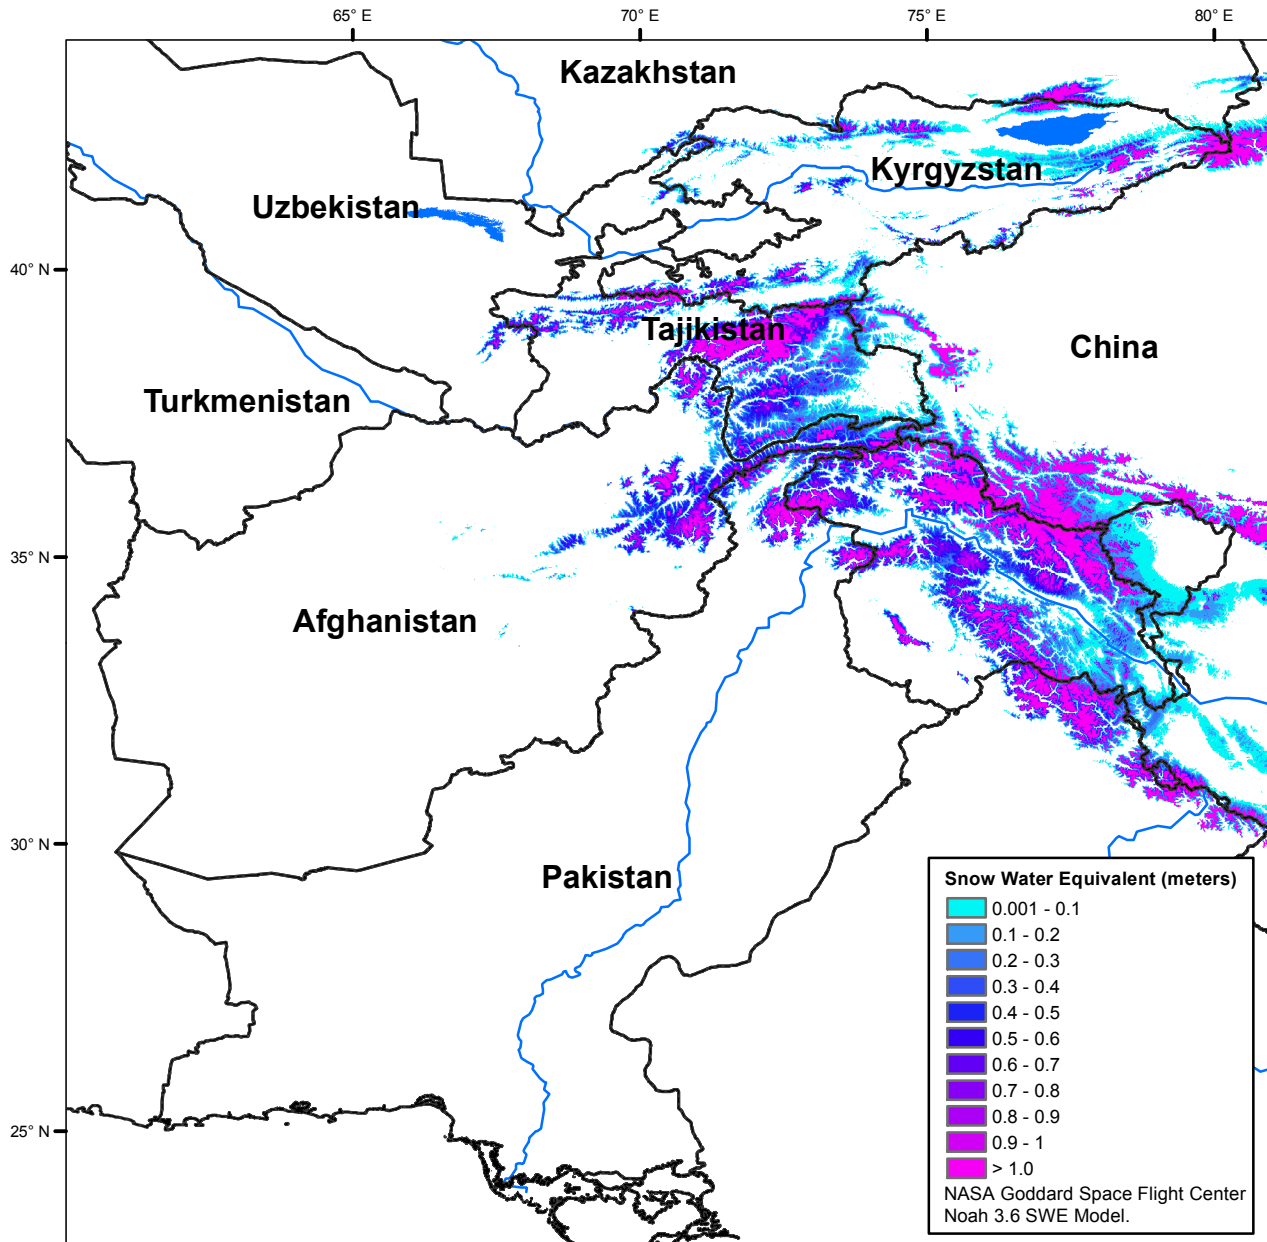 65° E
70° E
75° E
80° E
Kazakhstan
Kyrgyzstan
Uzbekistan
40° N
Tajikistan
China
Turkmenistan
35° N
Afghanistan
30° N
Pakistan
25° N
Snow Water Equivalent (meters)
0.001 - 0.1
0.1 - 0.2
0.2 - 0.3
0.3 - 0.4
0.4 - 0.5
0.5 - 0.6
0.6 - 0.7
0.7 - 0.8
0.8 - 0.9
0.9 - 1
> 1.0
NASA Goddard Space Flight Center
Noah 3.6 SWE Model.